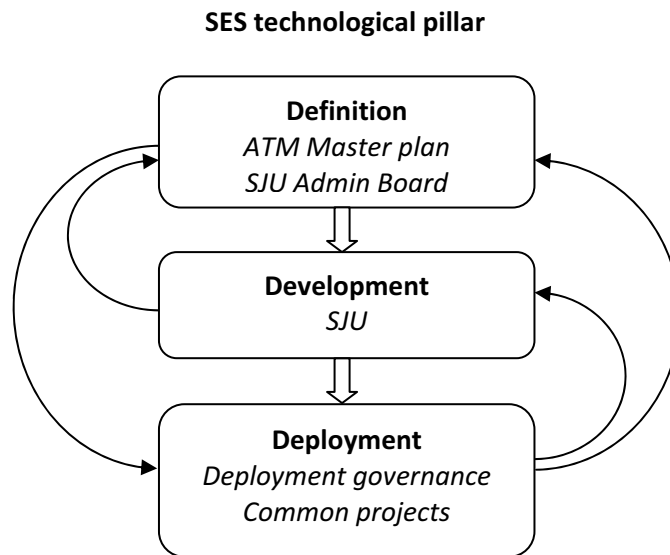 SES technological pillar
Definition
ATM Master plan
SJU Admin Board
Development
SJU
Deployment
Deployment governance
Common projects